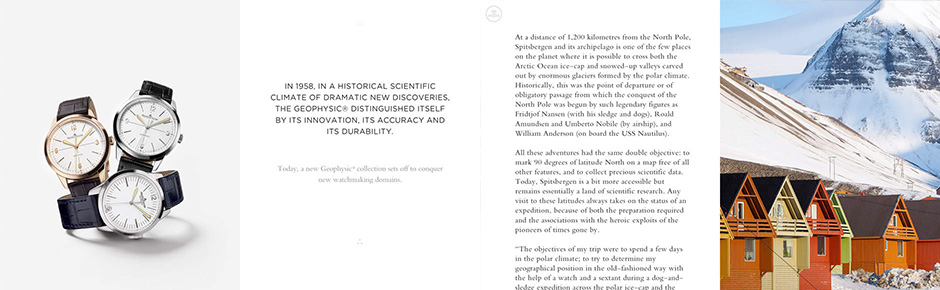 IN 1958, IN A HISTORICAL SCIENTIFIC
CLIMATE OF DRAMATIC NEW DISCOVERIES,
THE GEOPHYSIC® DISTINGUISHED ITSELF
BY ITS INNOVATION, ITS ACCURACY AND
ITS DURABILITY.
Today, a new Geophysic® collection sets off to conquer
new watchmaking domains.
At a distance of 1,200 kilometres from the North Pole,
Spitsbergen and its archipelago is one of the few places
on the planet where it is possible to cross both the
Arctic Ocean ice-cap and snowed-up valleys carved
out by enormous glaciers formed by the polar climate.
Historically, this was the point of departure or of
obligatory passage from which the conquest of the
North Pole was begun by such legendary figures as
Fridtjof Nansen (with his sledge and dogs), Roald
Amundsen and Umberto Nobile (by airship), and
William Anderson (on board the USS Nautilus).
All these adventures had the same double objective: to
mark 90 degrees of latitude North on a map free of all
other features, and to collect precious scientific data.
Today, Spitsbergen is a bit more accessible but
remains essentially a land of scientific research. Any
visit to these latitudes always takes on the status of an
expedition, because of both the preparation required
and the associations with the heroic exploits of the
pioneers of times gone by.
"The objectives of my trip were to spend a few days
in the polar climate; to try to determine my
geographical position in the old-fashioned way with
the help of a watch and a sextant during a dog-and-
sledge expedition across the polar ice-cap and the